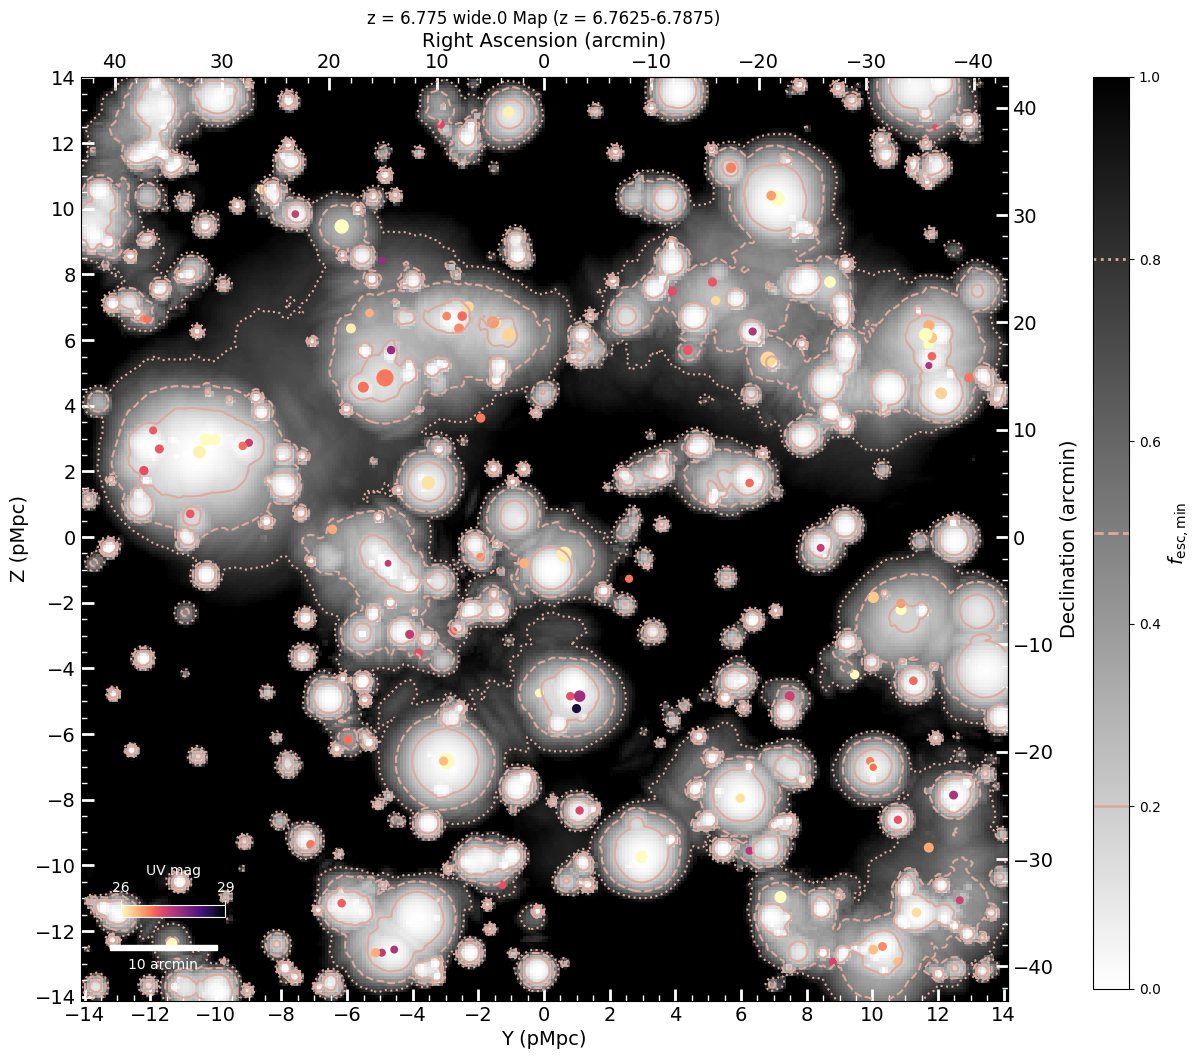 z = 6.775 wide.0 Map (z = 6.7625-6.7875)
Right Ascension (arcmin)
40 30 20 10 0 −10 −20 −30 −40
14 12 10 8 6 4 2 0 −2 −4 −6 −8 −10 −12 −14
Z (pMpc)
UV mag
26 29
10 arcmin
−14 −12 −10 −8 −6 −4 −2 0 2 4 6 8 10 12 14
Y (pMpc)
40 30 20 10 0 −10 −20 −30 −40
Declination (arcmin)
1.0 0.8 0.6 0.4 0.2 0.0
fesc,min